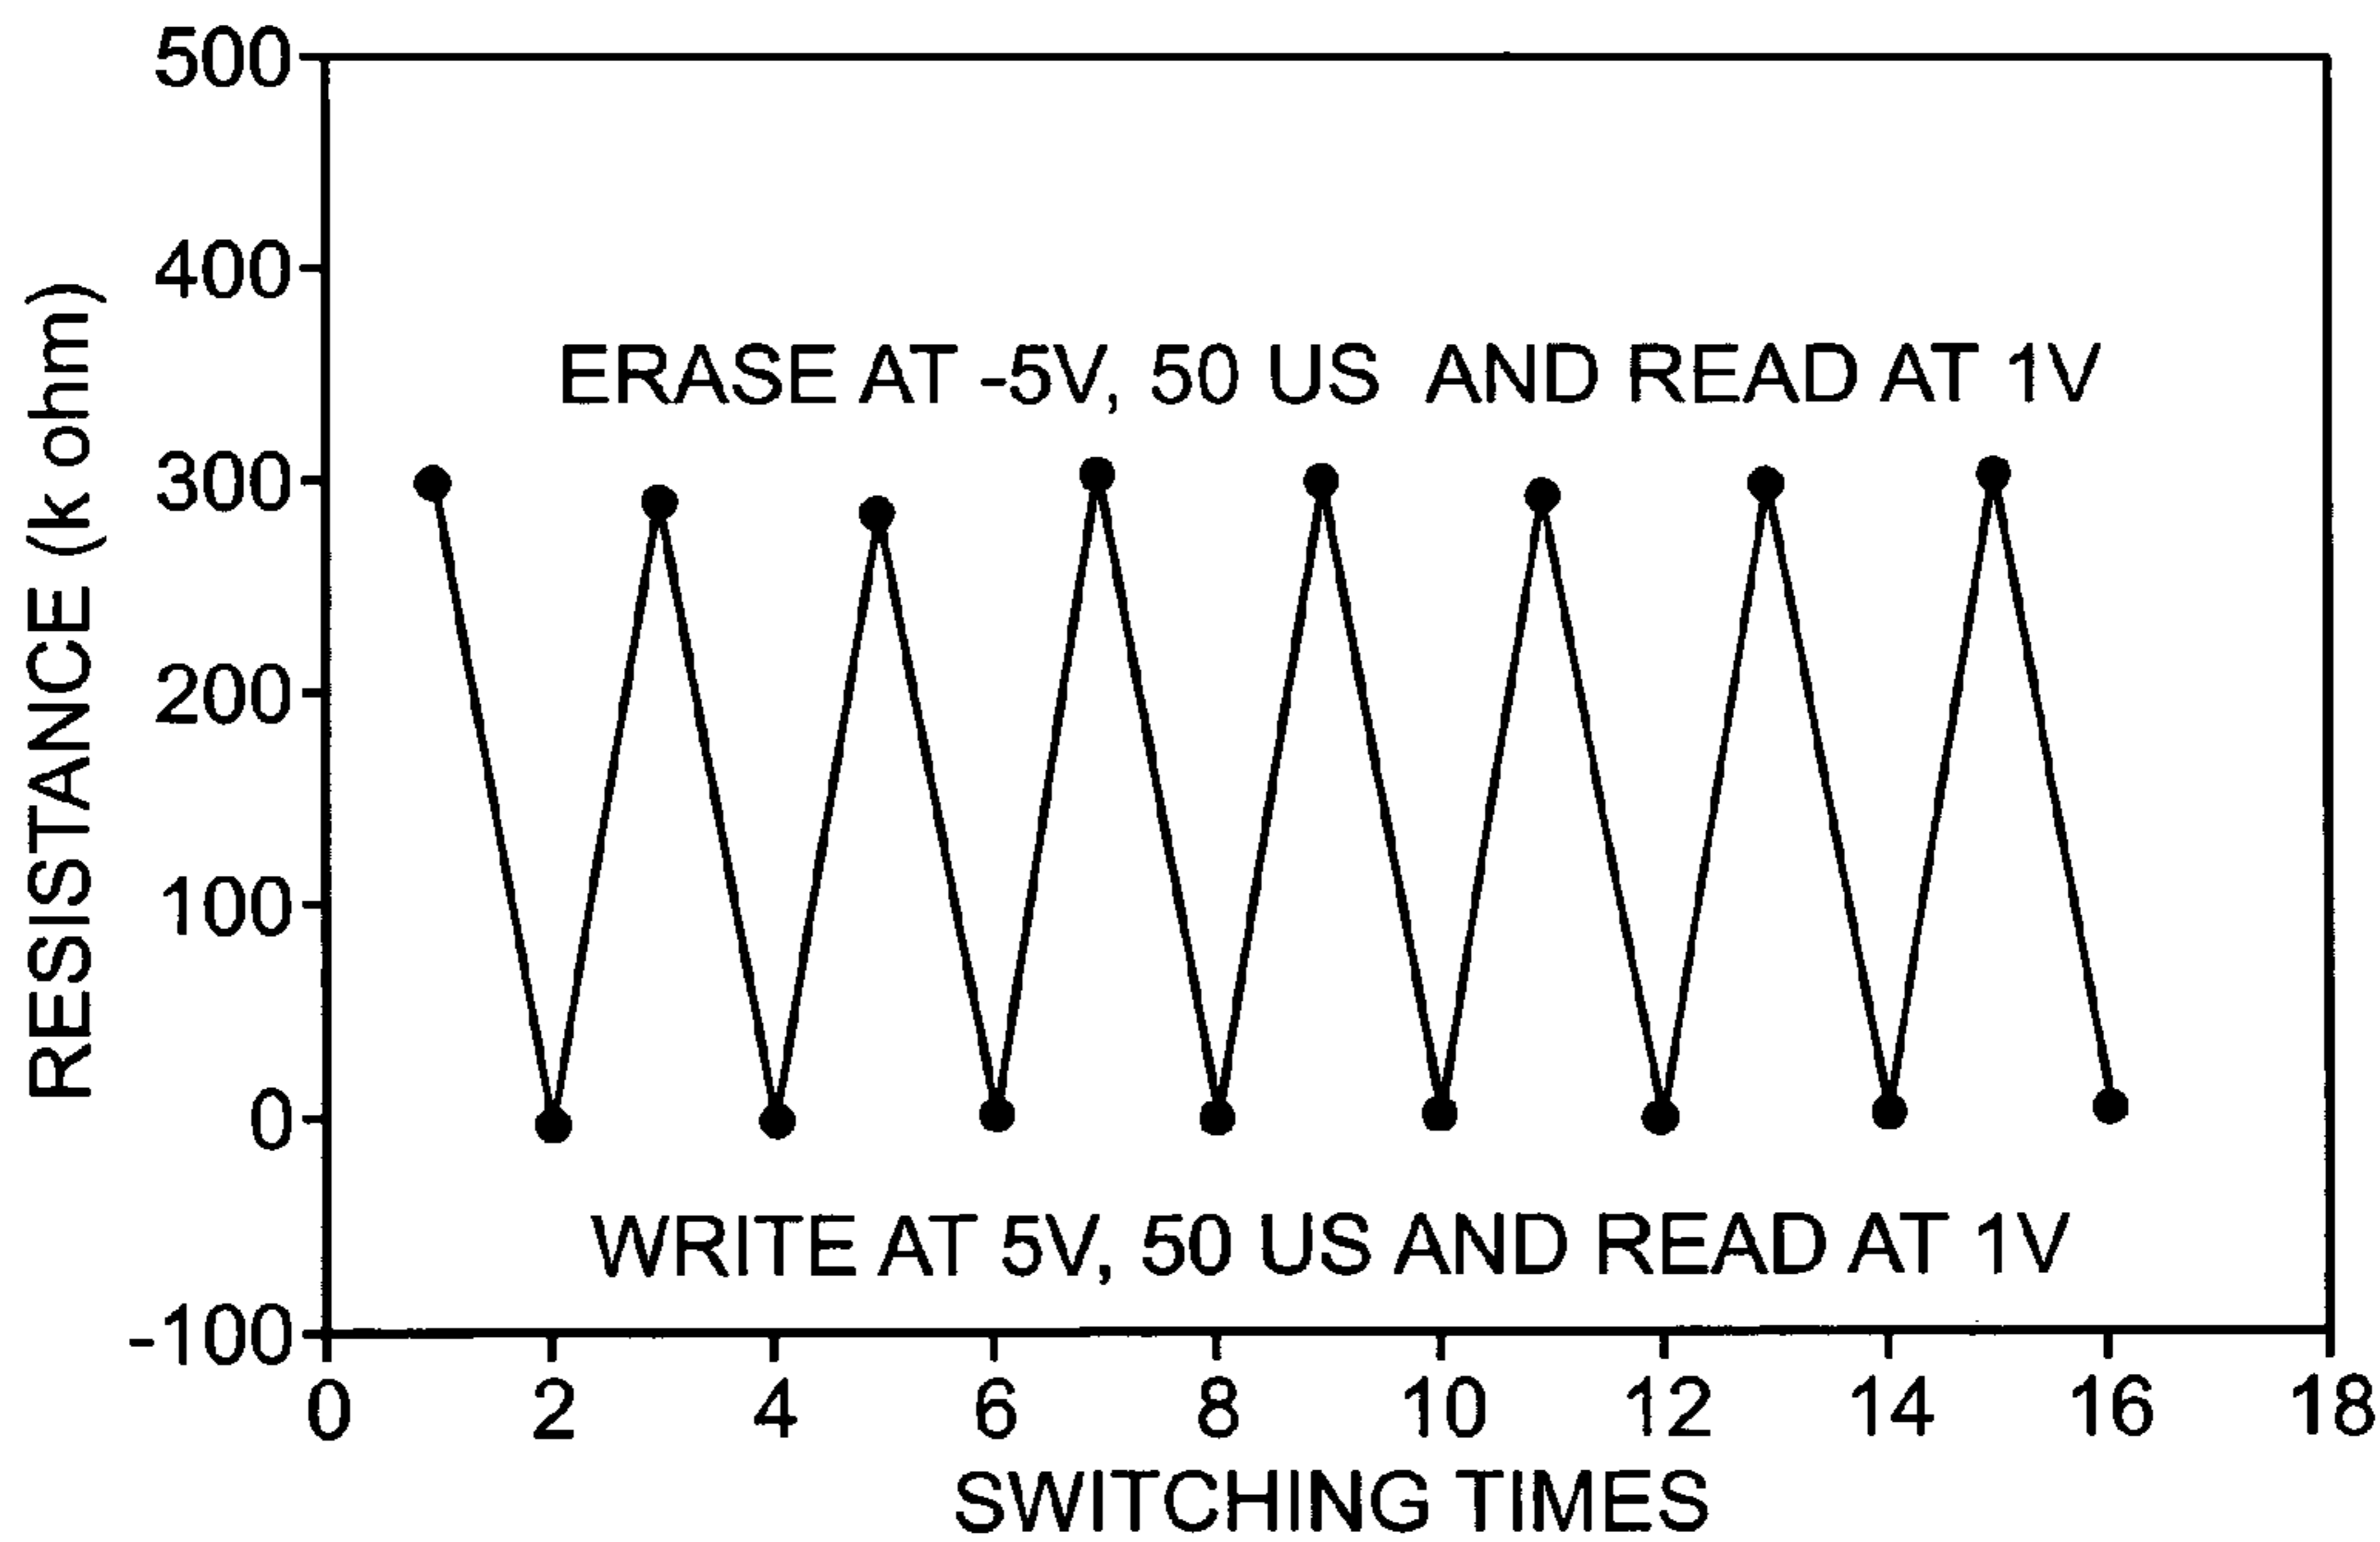 500
400
300
200
100
0
-100
RESISTANCE (k ohm)
ERASE AT -5V, 50 US AND READ AT 1V
WRITE AT 5V, 50 US AND READ AT 1V
0 2 4 6 8 10 12 14 16 18
SWITCHING TIMES